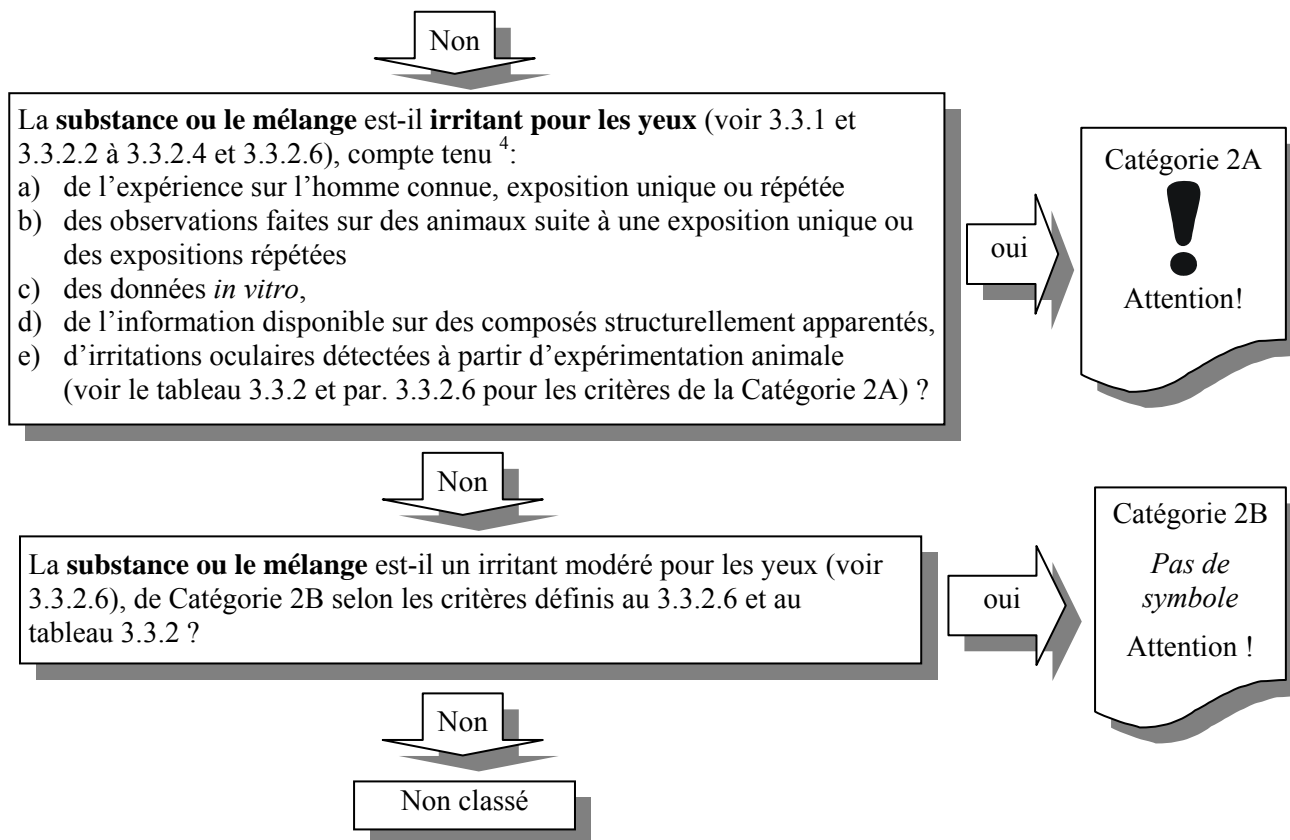 Non
La substance ou le mélange est-il irritant pour les yeux (voir 3.3.1 et
3.3.2.2 à 3.3.2.4 et 3.3.2.6), compte tenu 4:
a) de l’expérience sur l’homme connue, exposition unique ou répétée
b) des observations faites sur des animaux suite à une exposition unique ou
des expositions répétées
c) des données in vitro,
d) de l’information disponible sur des composés structurellement apparentés,
e) d’irritations oculaires détectées à partir d’expérimentation animale
(voir le tableau 3.3.2 et par. 3.3.2.6 pour les critères de la Catégorie 2A) ?
oui
Catégorie 2A
!
Attention!
Non
La substance ou le mélange est-il un irritant modéré pour les yeux (voir
3.3.2.6), de Catégorie 2B selon les critères définis au 3.3.2.6 et au
tableau 3.3.2 ?
oui
Catégorie 2B
Pas de
symbole
Attention !
Non
Non classé